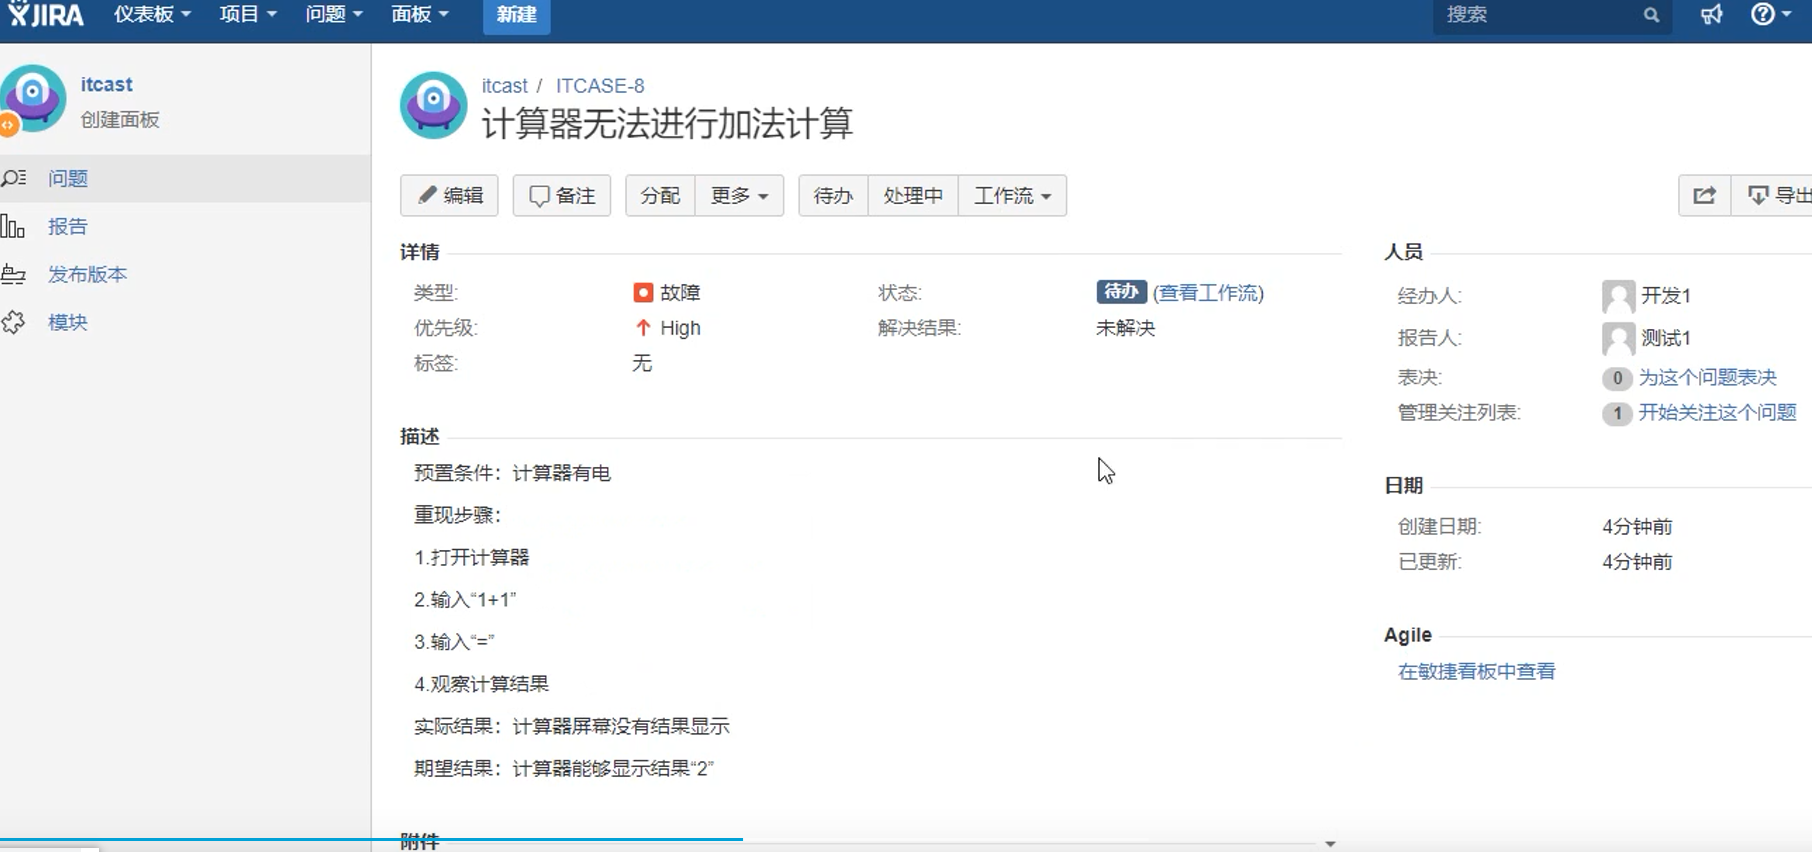 JIRA 仪表板 项目 问题 面板 新建 搜索
itcast
创建面板
问题
报告
发布版本
模块
itcast / ITCASE-8
计算器无法进行加法计算
编辑 备注 分配 更多 待办 处理中 工作流 导出
详情
类型: 故障 状态: 待办 (查看工作流)
优先级: High 解决结果: 未解决
标签: 无
描述
预置条件：计算器有电
重现步骤：
1.打开计算器
2.输入“1+1”
3.输入“=”
4.观察计算结果
实际结果：计算器屏幕没有结果显示
期望结果：计算器能够显示结果“2”
附件
人员
经办人: 开发1
报告人: 测试1
表决: 0 为这个问题表决
管理关注列表: 1 开始关注这个问题
日期
创建日期: 4分钟前
已更新: 4分钟前
Agile
在敏捷看板中查看